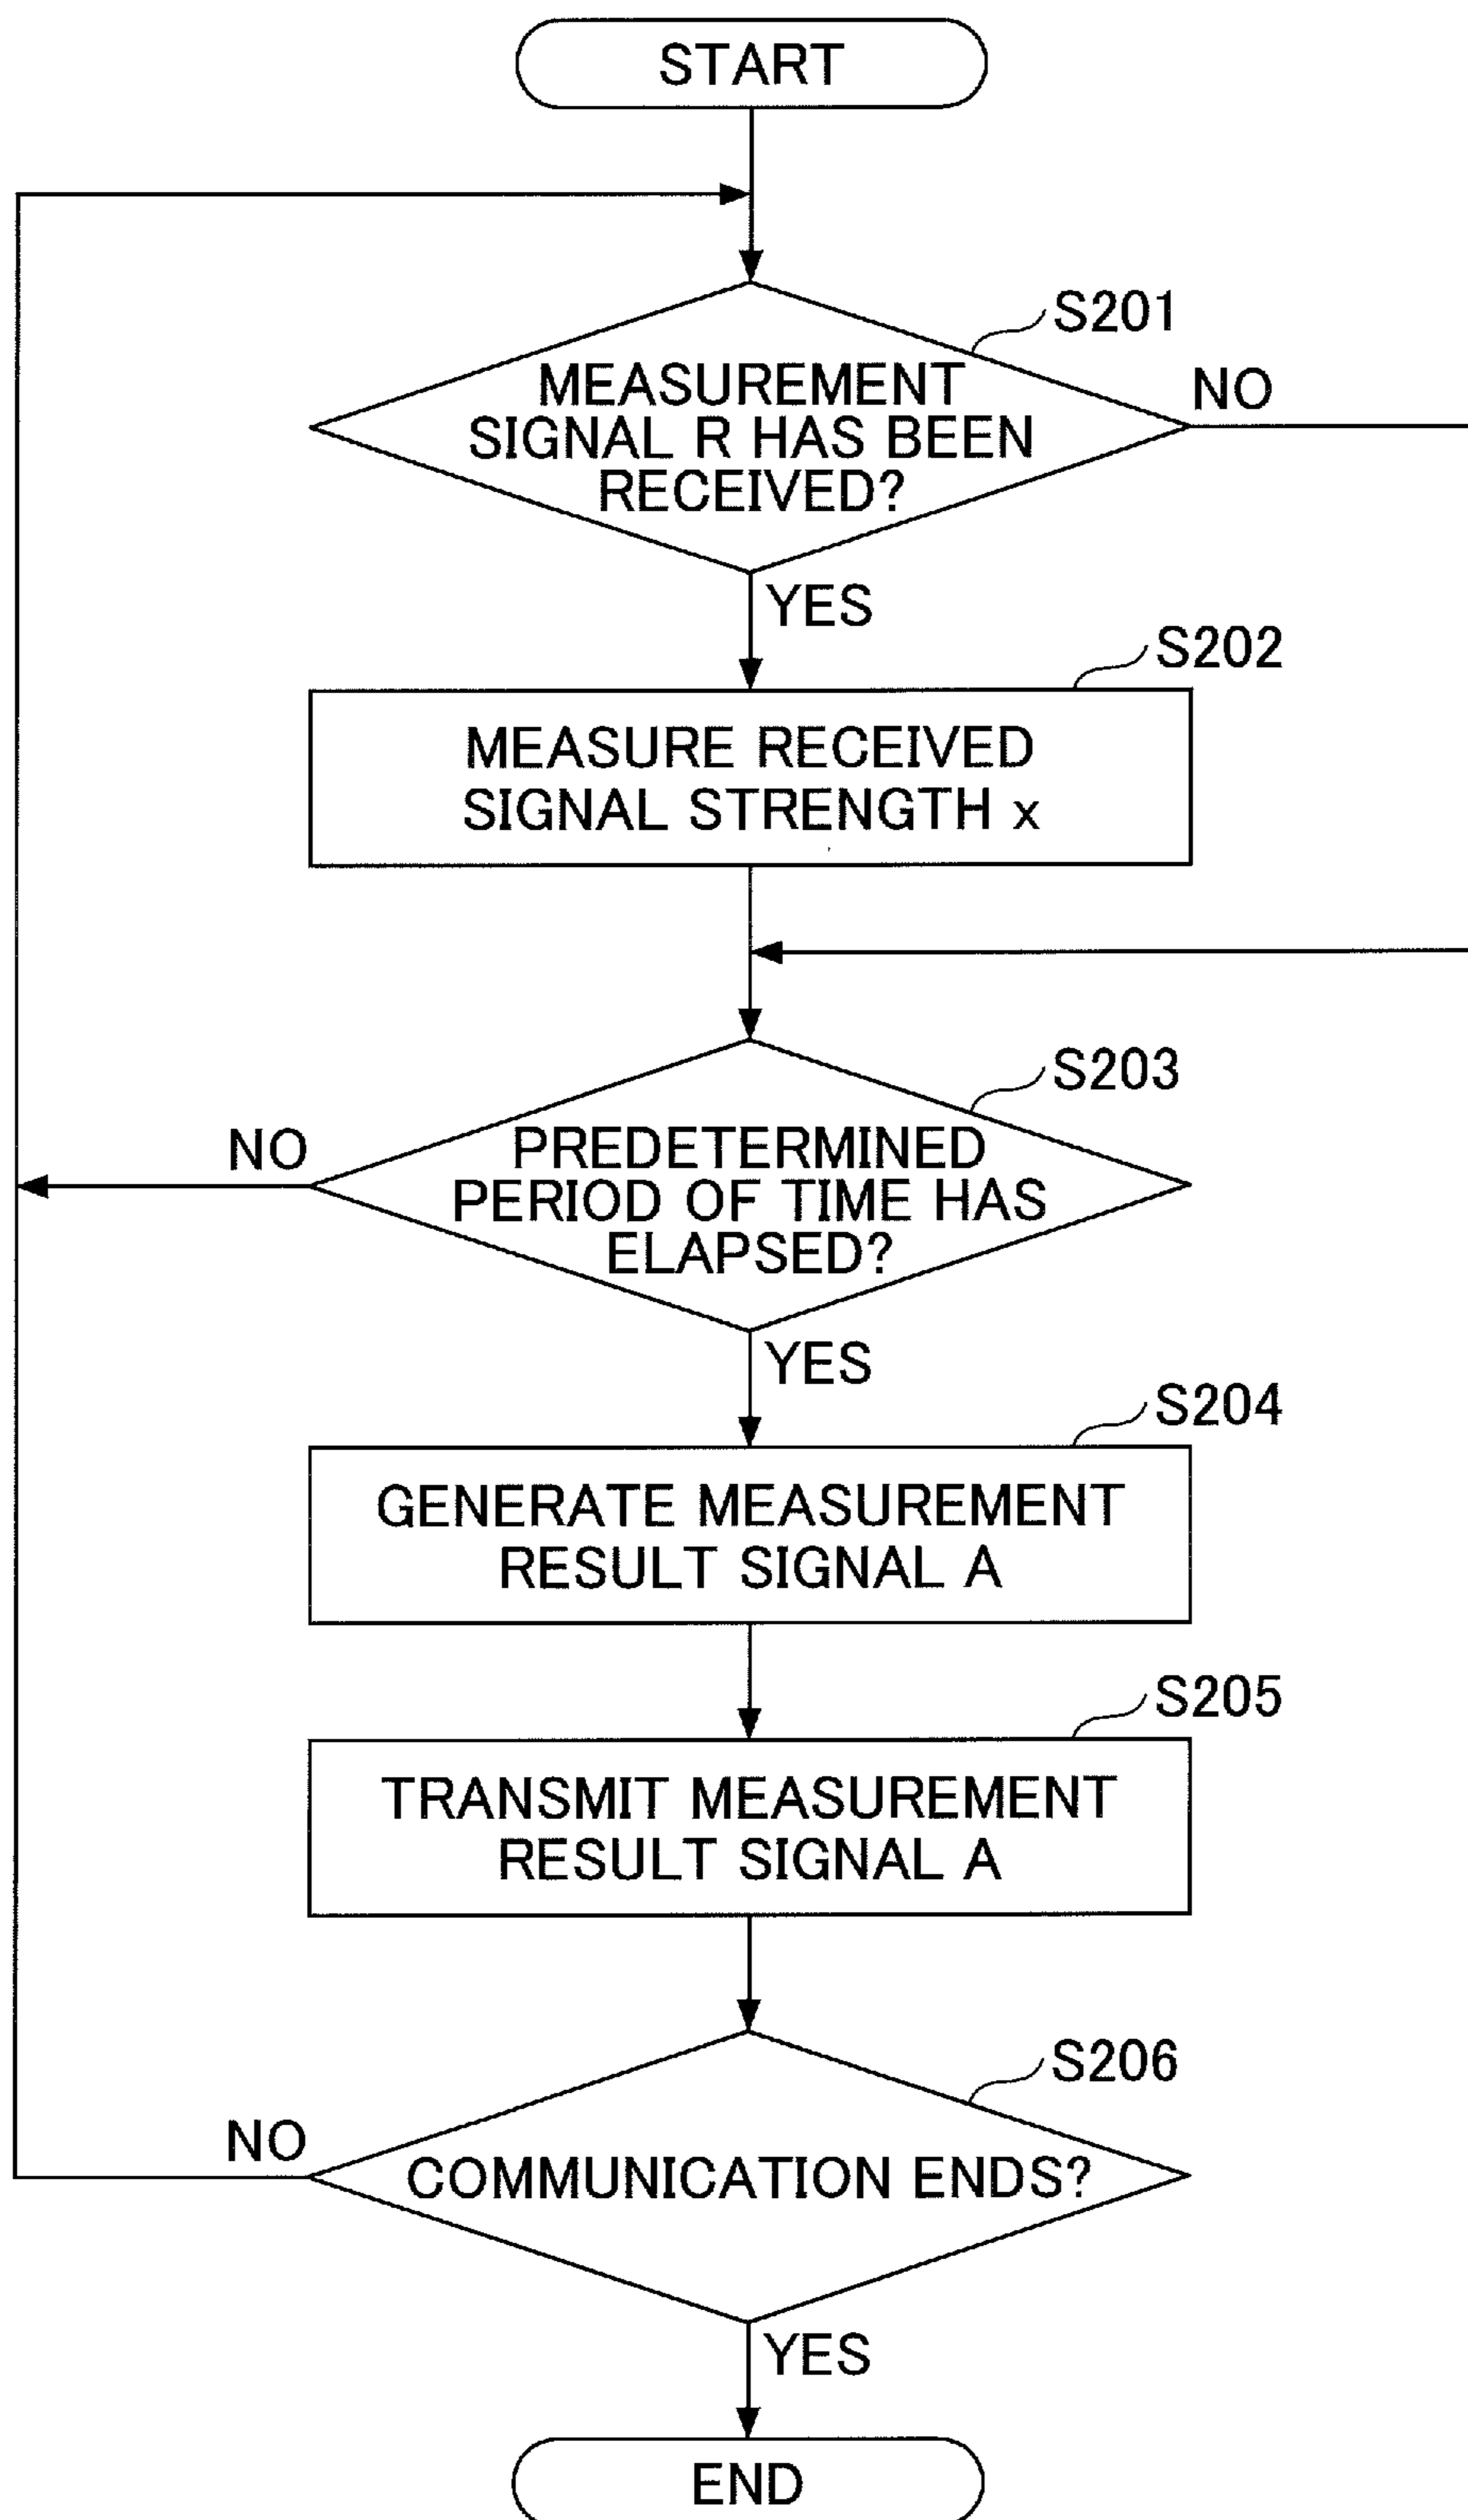 START
S201
MEASUREMENT
SIGNAL R HAS BEEN
RECEIVED?
NO
YES
S202
MEASURE RECEIVED
SIGNAL STRENGTH x
S203
PREDETERMINED
PERIOD OF TIME HAS
ELAPSED?
NO
YES
S204
GENERATE MEASUREMENT
RESULT SIGNAL A
S205
TRANSMIT MEASUREMENT
RESULT SIGNAL A
S206
COMMUNICATION ENDS?
NO
YES
END